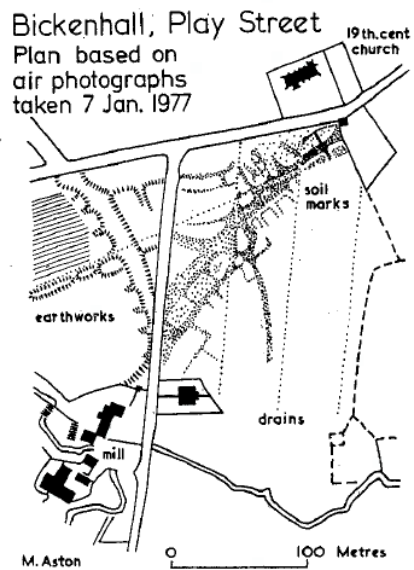 Bickenhall, Play Street
Plan based on
air photographs
taken 7 Jan. 1977
19th. cent
church
soil
marks
earthworks
drains
mill
M. Aston
0 100 Metres